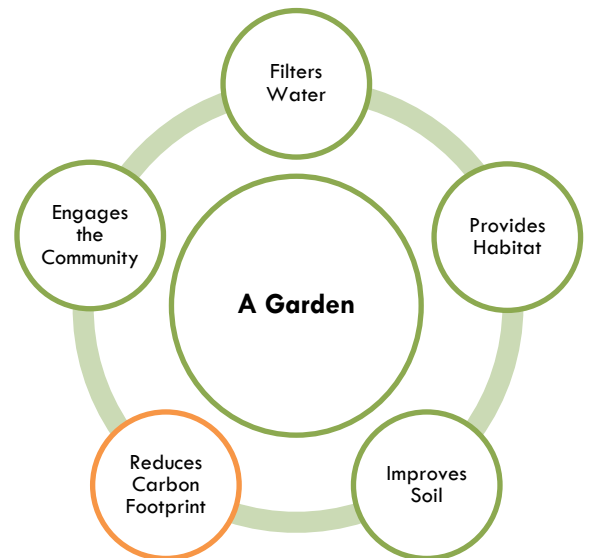 Filters
Water
Provides
Habitat
Improves
Soil
Reduces
Carbon
Footprint
Engages
the
Community
A Garden